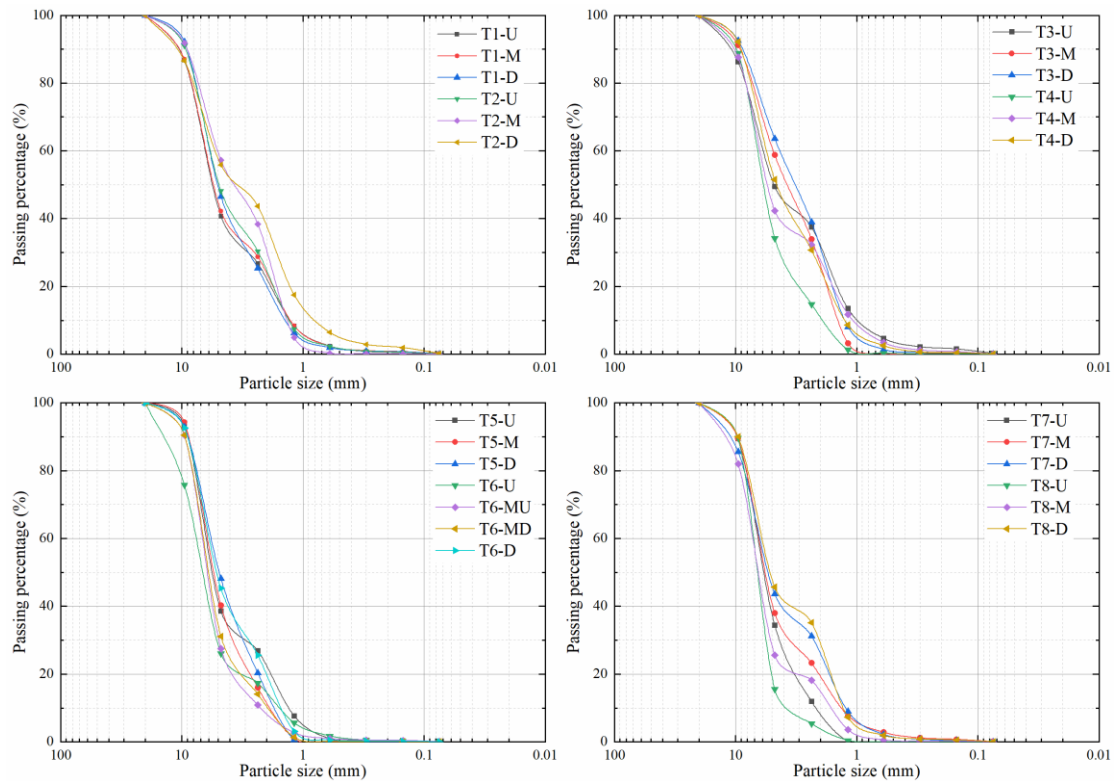 Passing percentage (%)
100
80
60
40
20
0
T1-U
T1-M
T1-D
T2-U
T2-M
T2-D
100
10
1
0.1
0.01
Particle size (mm)
Passing percentage (%)
100
80
60
40
20
0
T3-U
T3-M
T3-D
T4-U
T4-M
T4-D
100
10
1
0.1
0.01
Particle size (mm)
Passing percentage (%)
100
80
60
40
20
0
T5-U
T5-M
T5-D
T6-U
T6-MU
T6-MD
T6-D
100
10
1
0.1
0.01
Particle size (mm)
Passing percentage (%)
100
80
60
40
20
0
T7-U
T7-M
T7-D
T8-U
T8-M
T8-D
100
10
1
0.1
0.01
Particle size (mm)